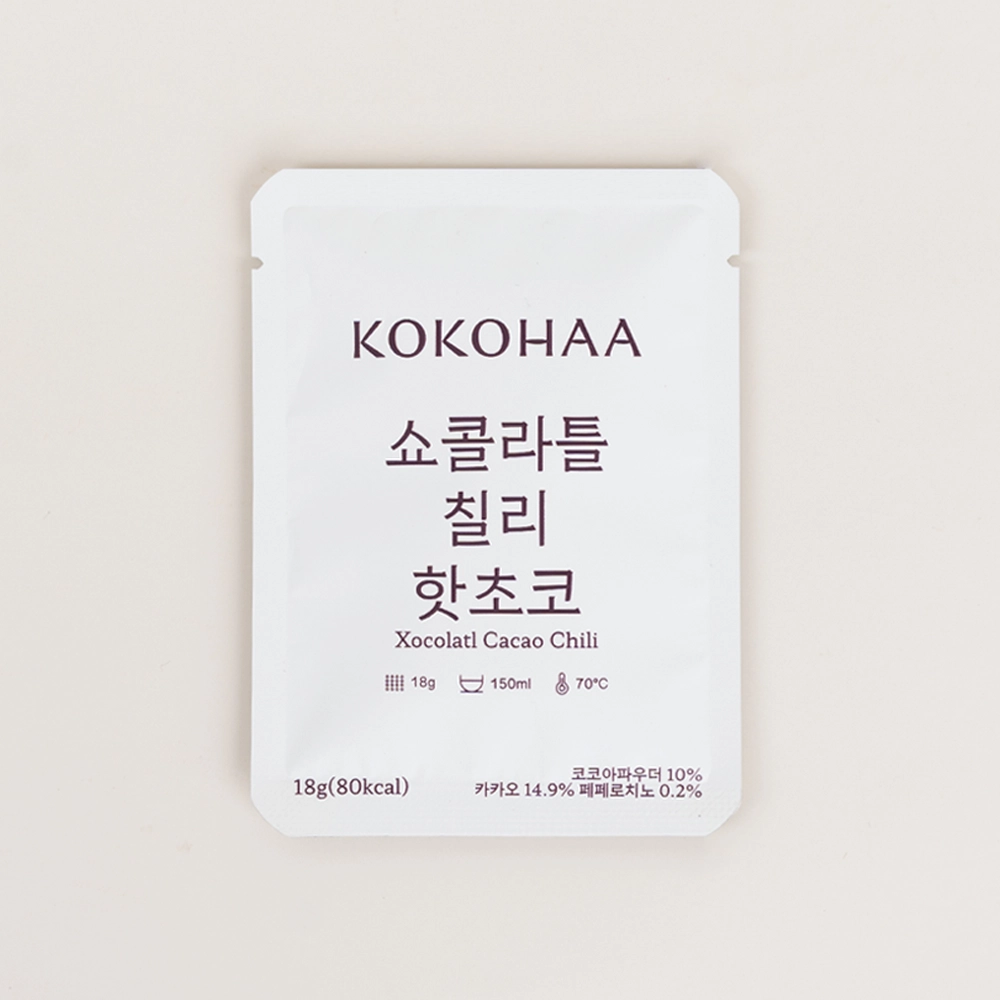 KOKOHAA
쇼콜라틀
칠리
핫초코
Xocolatl Cacao Chili
18g 150ml 70°C
18g(80kcal)
코코아파우더 10%
카카오 14.9% 페페로치노 0.2%